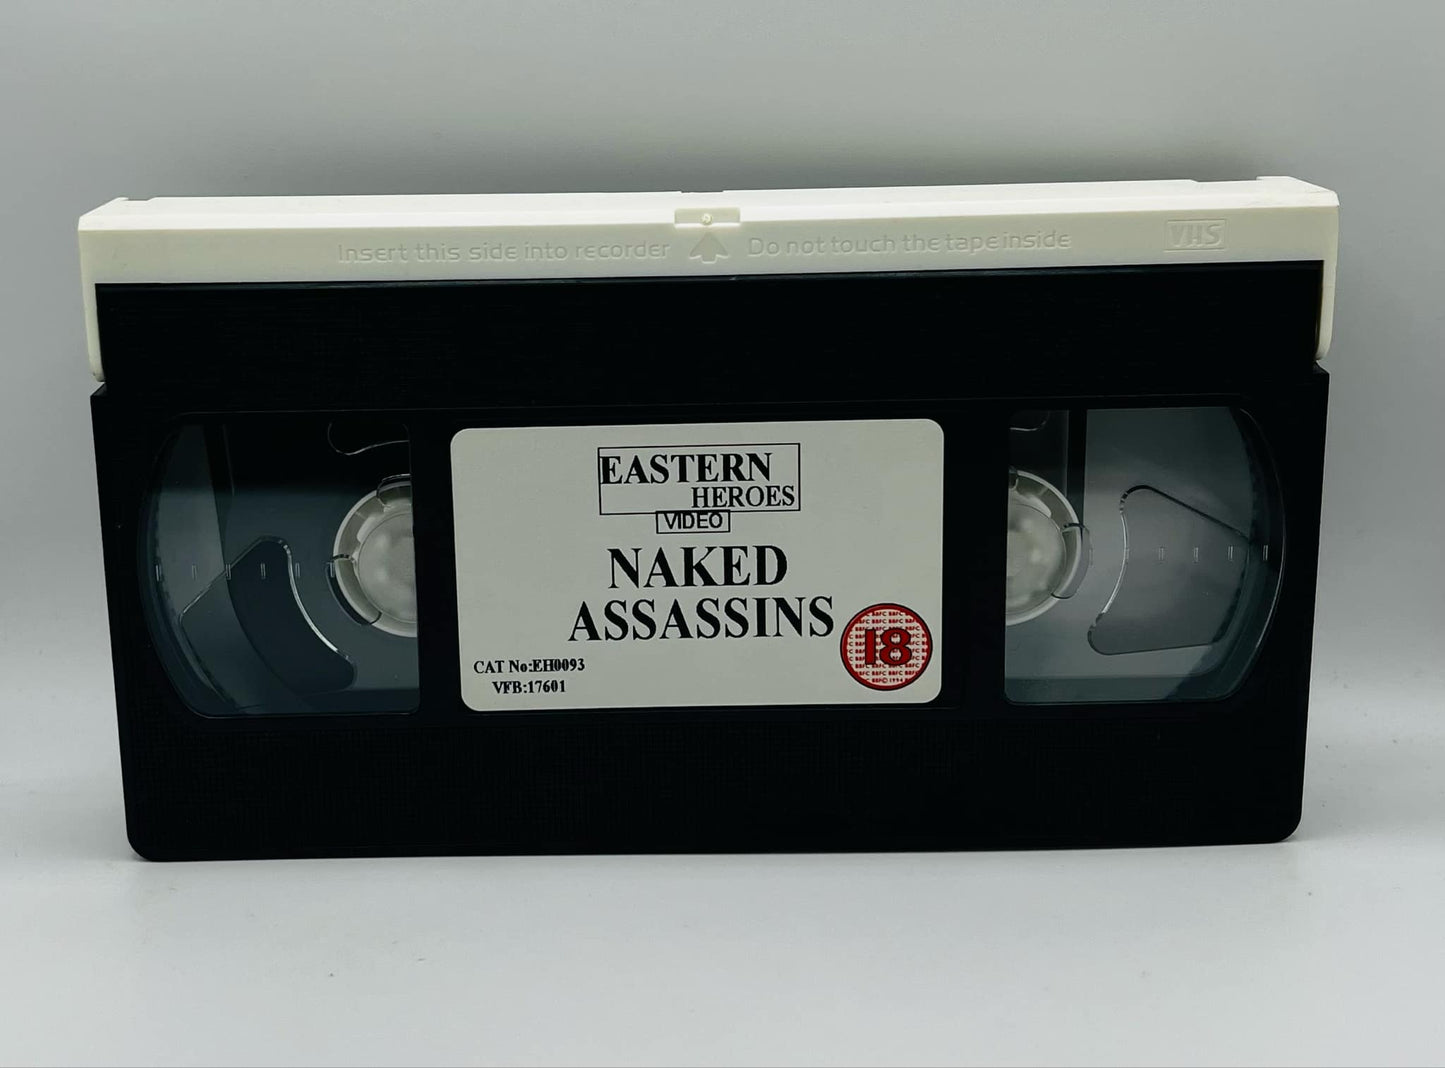 Insert this side into recorder
Do not touch the tape inside
VHS
EASTERN
HEROES
VIDEO
NAKED
ASSASSINS
18
CAT No:EH0093
VFB:17601